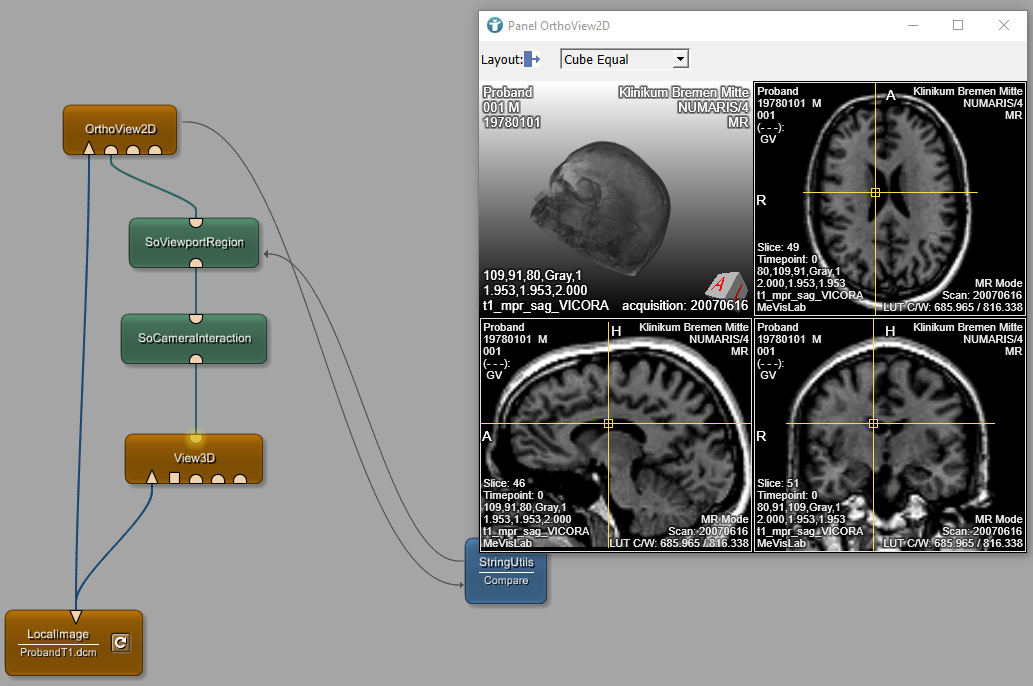 OrthoView2D
SoViewportRegion
SoCameraInteraction
View3D
LocalImage
ProbandT1.dcm
StringUtils
Compare
Panel OrthoView2D
Layout:
Cube Equal
Proband
001 M
19780101
Klinikum Bremen Mitte
NUMARIS/4
MR
109,91,80,Gray,1
1.953,1.953,2.000
t1_mpr_sag_VICORA
acquisition: 20070616
A
Proband
19780101 M
001
(- - -):
GV
A
Klinikum Bremen Mitte
NUMARIS/4
MR
R
Slice: 49
Timepoint: 0
80,109,91,Gray,1
2.000,1.953,1.953
t1_mpr_sag_VICORA
MeVisLab
MR Mode
Scan: 20070616
LUT C/W: 685.965 / 816.338
Proband
19780101 M
001
(- - -):
GV
H
Klinikum Bremen Mitte
NUMARIS/4
MR
A
Slice: 46
Timepoint: 0
109,91,80,Gray,1
1.953,1.953,2.000
t1_mpr_sag_VICORA
MeVisLab
MR Mode
Scan: 20070616
LUT C/W: 685.965 / 816.338
Proband
19780101 M
001
(- - -):
GV
H
Klinikum Bremen Mitte
NUMARIS/4
MR
R
Slice: 51
Timepoint: 0
80,91,109,Gray,1
2.000,1.953,1.953
t1_mpr_sag_VICORA
MeVisLab
MR Mode
Scan: 20070616
LUT C/W: 685.965 / 816.338